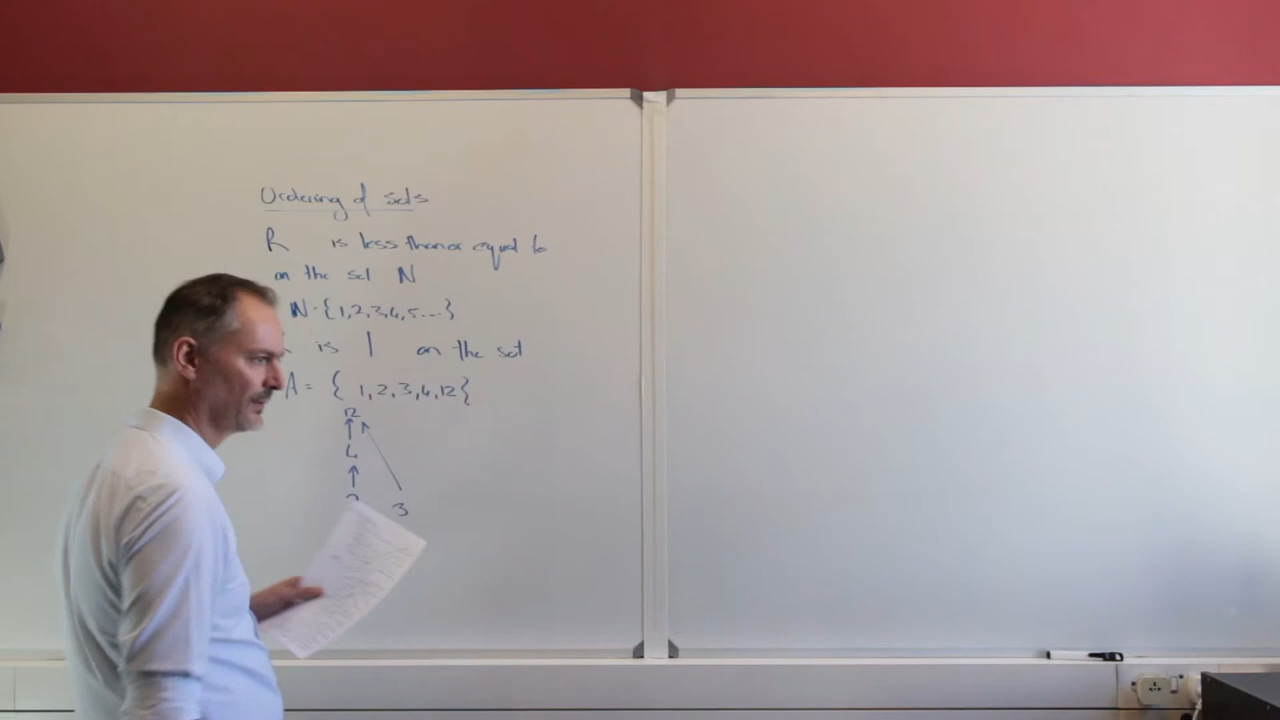 Ordering of sets
R is less than or equal to
on the set N
N = {1,2,3,4,5....}
is | on the set
A = { 1,2,3,4,12}
12
4
3